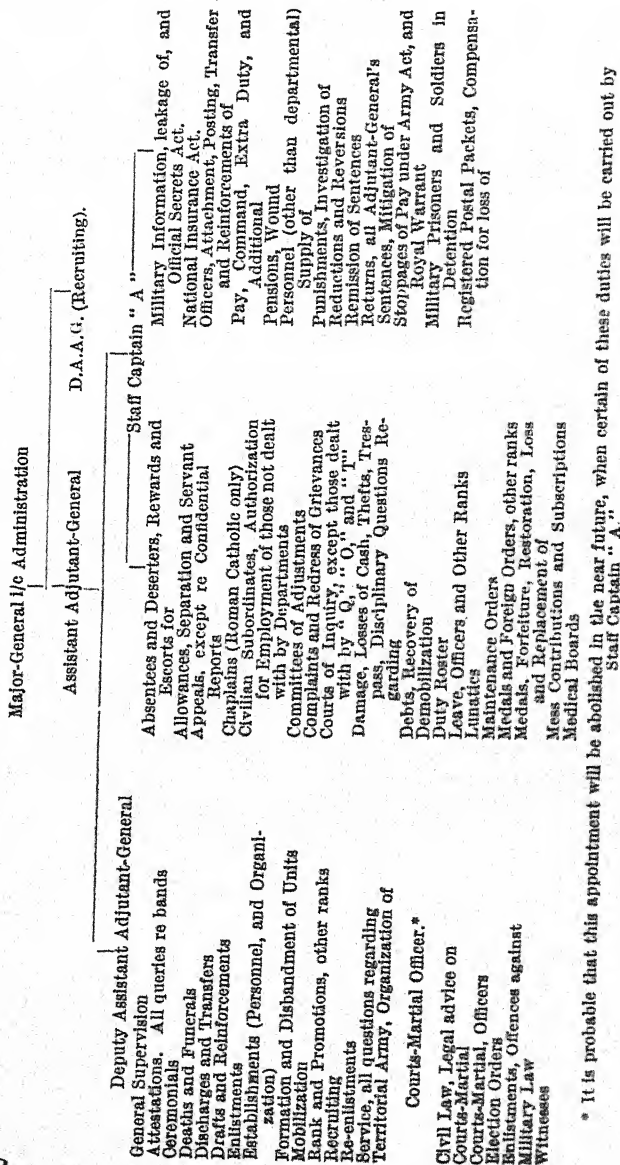 Major-General i/c Administration
Assistant Adjutant-General
D.A.A.G. (Recruiting).
Deputy Assistant Adjutant-General
General Supervision
Attestations. All queries re bands
Ceremonials
Deaths and Funerals
Discharges and Transfers
Drafts and Reinforcements
Enlistments
Establishments (Personnel, and Organi-
zation)
Formation and Disbandment of Units
Mobilization
Rank and Promotions, other ranks
Recruiting
Re-enlistments
Service, all questions regarding
Territorial Army, Organization of
Courts-Martial Officer.*
Civil Law, Legal advice on
Courts-Martial
Courts-Martial, Officers
Election Orders
Enlistments, Offences against
Military Law
Witnesses
Staff Captain " A "
Absentees and Deserters, Rewards and
Escorts for
Allowances, Separation and Servant
Appeals, except re Confidential
Reports
Chaplains (Roman Catholic only)
Civilian Subordinates, Authorization
for Employment of those not dealt
with by Departments
Committees of Adjustments
Complaints and Redress of Grievances
Courts of Inquiry, except those dealt
with by " Q," " O," and " T"
Damage, Losses of Cash, Thefts, Tres-
pass, Disciplinary Questions Re-
garding
Debts, Recovery of
Demobilization
Duty Roster
Leave, Officers and Other Ranks
Lunatics
Maintenance Orders
Medals and Foreign Orders, other ranks
Medals, Forfeiture, Restoration, Loss
and Replacement of
Mess Contributions and Subscriptions
Medical Boards
Military Information, leakage of, and
Official Secrets Act.
National Insurance Act.
Officers, Attachment, Posting, Transfer
and Reinforcements of
Pay, Command, Extra Duty, and
Additional
Pensions, Wound
Personnel (other than departmental)
Supply of
Punishments, Investigation of
Reductions and Reversions
Remission of Sentences
Returns, all Adjutant-General's
Sentences, Mitigation of
Stoppages of Pay under Army Act, and
Royal Warrant
Military Prisoners and Soldiers in
Detention
Registered Postal Packets, Compensa-
tion for loss of
* It is probable that this appointment will be abolished in the near future, when certain of these duties will be carried out by
Staff Captain " A."